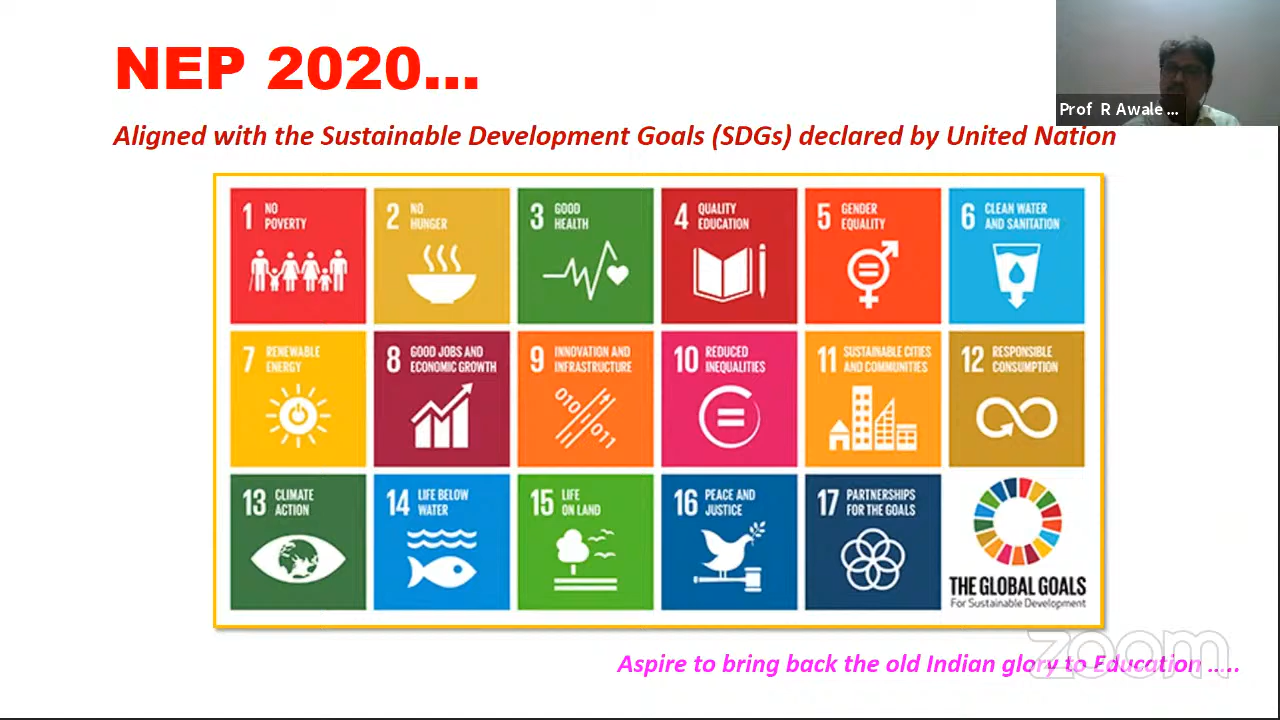 NEP 2020...
Prof R Awale ...
Aligned with the Sustainable Development Goals (SDGs) declared by United Nation
1 NO
POVERTY
2 NO
HUNGER
3 GOOD
HEALTH
4 QUALITY
EDUCATION
5 GENDER
EQUALITY
6 CLEAN WATER
AND SANITATION
7 RENEWABLE
ENERGY
8 GOOD JOBS AND
ECONOMIC GROWTH
9 INNOVATION AND
INFRASTRUCTURE
010
011
10 REDUCED
INEQUALITIES
11 SUSTAINABLE CITIES
AND COMMUNITIES
12 RESPONSIBLE
CONSUMPTION
13 CLIMATE
ACTION
14 LIFE BELOW
WATER
15 LIFE
ON LAND
16 PEACE AND
JUSTICE
17 PARTNERSHIPS
FOR THE GOALS
THE GLOBAL GOALS
For Sustainable Development
zoom
Aspire to bring back the old Indian glory to Education .....